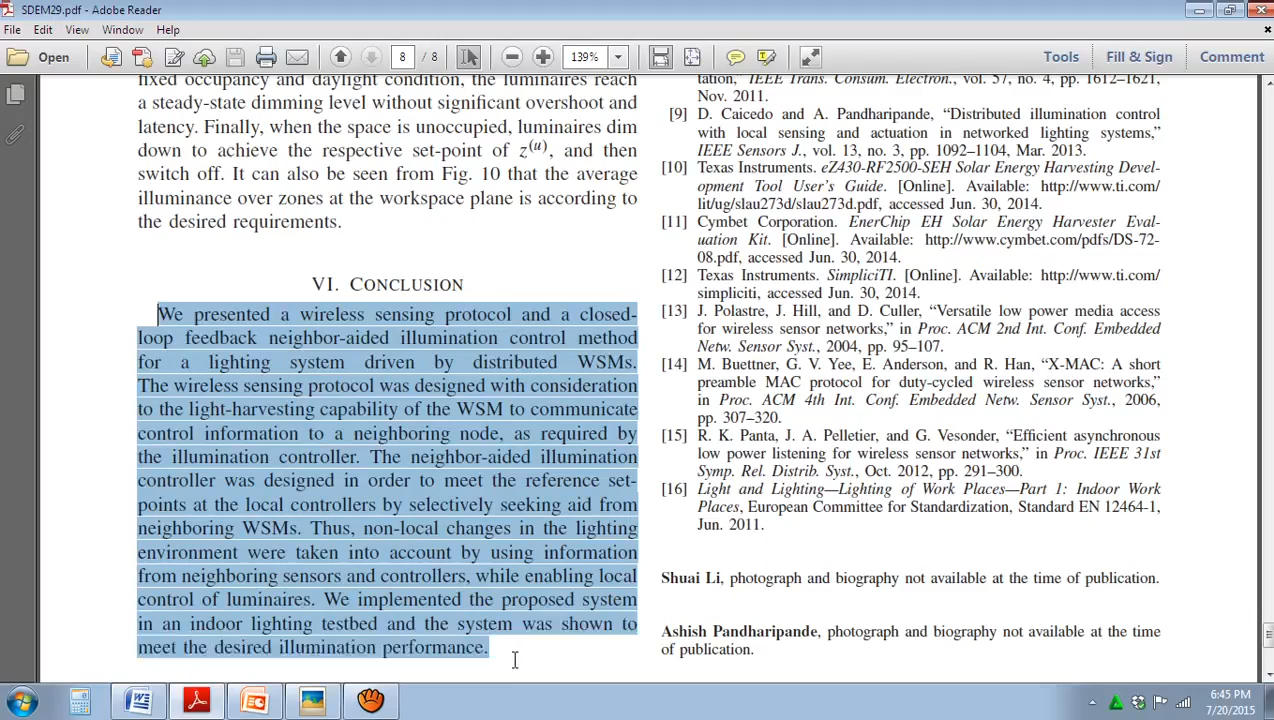 SDEM29.pdf - Adobe Reader
File Edit View Window Help
Open 8 / 8 139% Tools Fill & Sign Comment
fixed occupancy and daylight condition, the luminaires reach
a steady-state dimming level without significant overshoot and
latency. Finally, when the space is unoccupied, luminaires dim
down to achieve the respective set-point of z(u), and then
switch off. It can also be seen from Fig. 10 that the average
illuminance over zones at the workspace plane is according to
the desired requirements.
VI. CONCLUSION
We presented a wireless sensing protocol and a closed-
loop feedback neighbor-aided illumination control method
for a lighting system driven by distributed WSMs.
The wireless sensing protocol was designed with consideration
to the light-harvesting capability of the WSM to communicate
control information to a neighboring node, as required by
the illumination controller. The neighbor-aided illumination
controller was designed in order to meet the reference set-
points at the local controllers by selectively seeking aid from
neighboring WSMs. Thus, non-local changes in the lighting
environment were taken into account by using information
from neighboring sensors and controllers, while enabling local
control of luminaires. We implemented the proposed system
in an indoor lighting testbed and the system was shown to
meet the desired illumination performance.
tation," IEEE Trans. Consum. Electron., vol. 57, no. 4, pp. 1612–1621,
Nov. 2011.
[9] D. Caicedo and A. Pandharipande, "Distributed illumination control
with local sensing and actuation in networked lighting systems,"
IEEE Sensors J., vol. 13, no. 3, pp. 1092–1104, Mar. 2013.
[10] Texas Instruments. eZ430-RF2500-SEH Solar Energy Harvesting Devel-
opment Tool User's Guide. [Online]. Available: http://www.ti.com/
lit/ug/slau273d/slau273d.pdf, accessed Jun. 30, 2014.
[11] Cymbet Corporation. EnerChip EH Solar Energy Harvester Eval-
uation Kit. [Online]. Available: http://www.cymbet.com/pdfs/DS-72-
08.pdf, accessed Jun. 30, 2014.
[12] Texas Instruments. SimpliciTI. [Online]. Available: http://www.ti.com/
simpliciti, accessed Jun. 30, 2014.
[13] J. Polastre, J. Hill, and D. Culler, "Versatile low power media access
for wireless sensor networks," in Proc. ACM 2nd Int. Conf. Embedded
Netw. Sensor Syst., 2004, pp. 95–107.
[14] M. Buettner, G. V. Yee, E. Anderson, and R. Han, "X-MAC: A short
preamble MAC protocol for duty-cycled wireless sensor networks,"
in Proc. ACM 4th Int. Conf. Embedded Netw. Sensor Syst., 2006,
pp. 307–320.
[15] R. K. Panta, J. A. Pelletier, and G. Vesonder, "Efficient asynchronous
low power listening for wireless sensor networks," in Proc. IEEE 31st
Symp. Rel. Distrib. Syst., Oct. 2012, pp. 291–300.
[16] Light and Lighting—Lighting of Work Places—Part 1: Indoor Work
Places, European Committee for Standardization, Standard EN 12464-1,
Jun. 2011.
Shuai Li, photograph and biography not available at the time of publication.
Ashish Pandharipande, photograph and biography not available at the time
of publication.
6:45 PM
7/20/2015